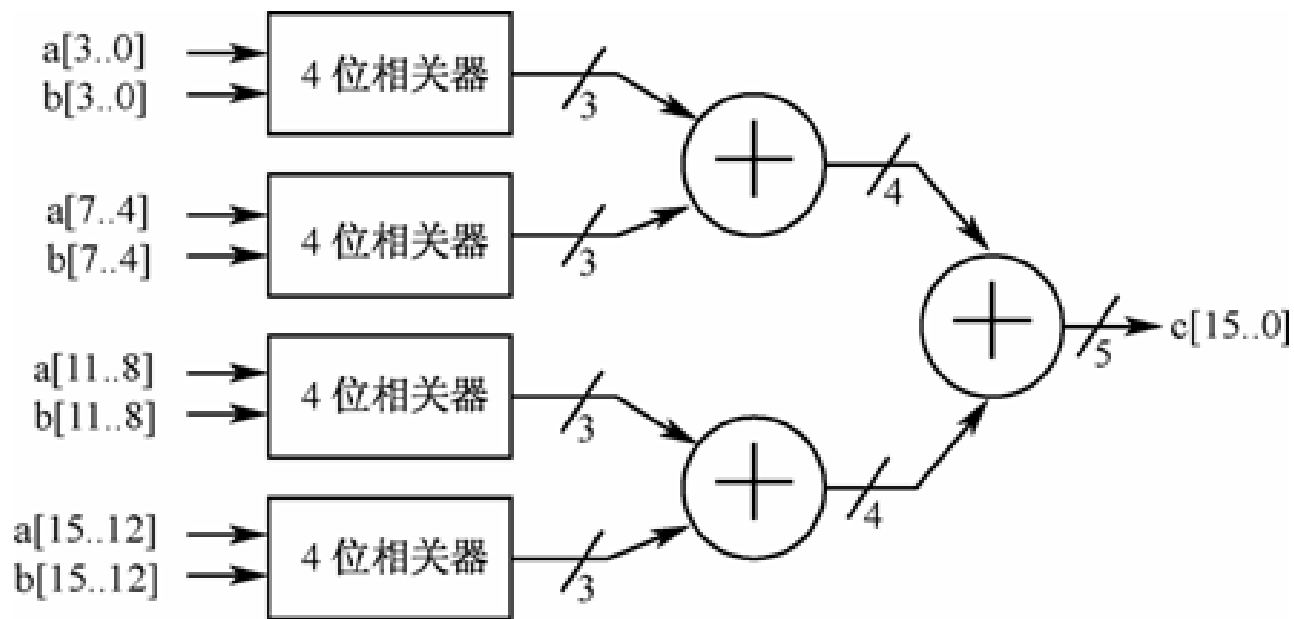 a[3..0]
b[3..0]
4 位相关器
3
a[7..4]
b[7..4]
4 位相关器
3
4
a[11..8]
b[11..8]
4 位相关器
3
a[15..12]
b[15..12]
4 位相关器
3
4
5
c[15..0]